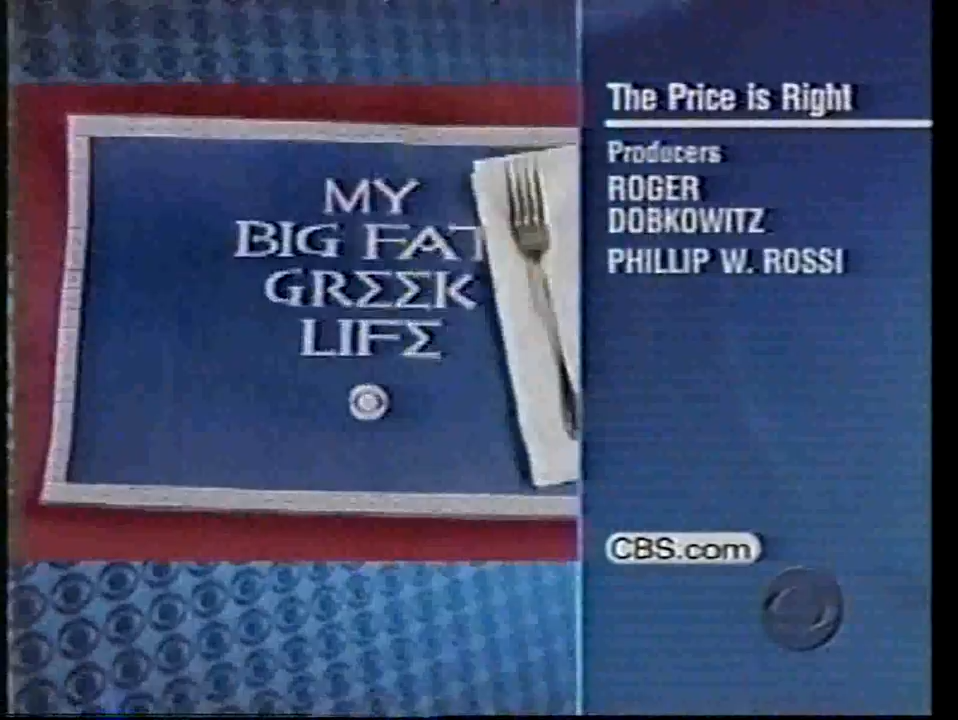 MY
BIG FAT
GRΣΣK
LIFΣ
The Price is Right
Producers
ROGER
DOBKOWITZ
PHILLIP W. ROSSI
CBS.com